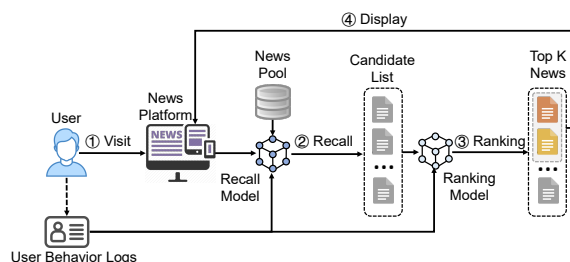 ④ Display
News
Pool
Candidate
List
Top K
News
User
News
Platform
① Visit
NEWS
② Recall
③ Ranking
Recall
Model
Ranking
Model
User Behavior Logs